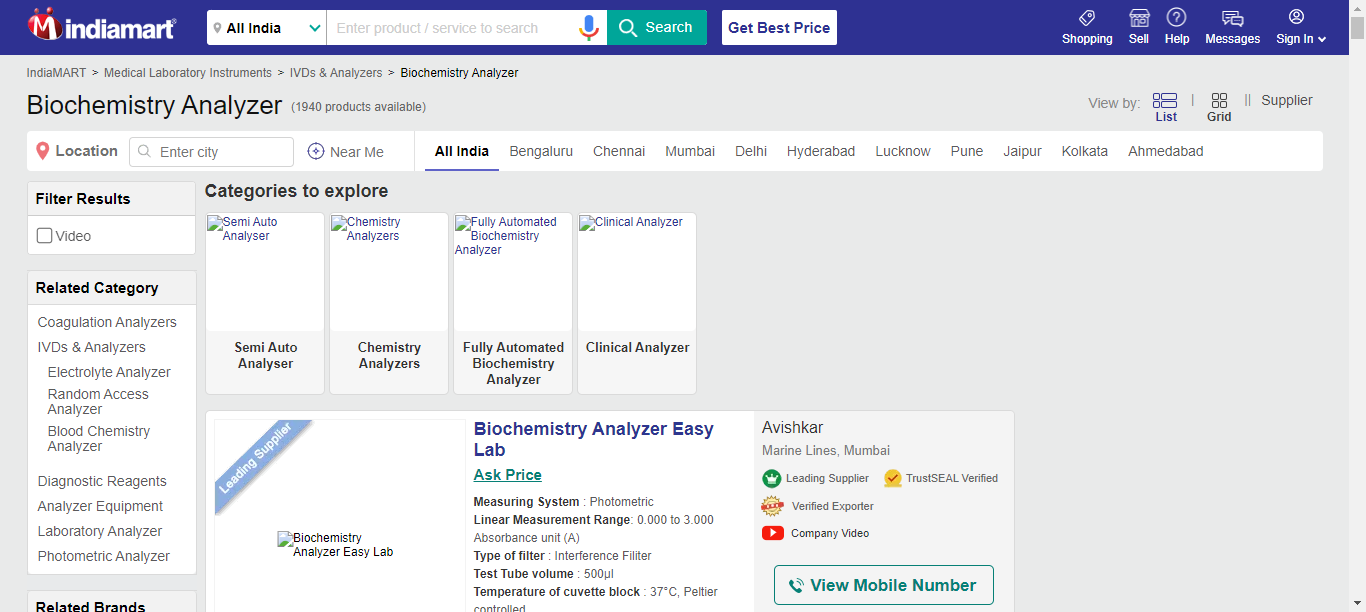 indiamart
All India
Enter product / service to search
Search
Get Best Price
Shopping
Sell
Help
Messages
Sign In
IndiaMART > Medical Laboratory Instruments > IVDs & Analyzers > Biochemistry Analyzer
Biochemistry Analyzer (1940 products available)
View by:
List
Grid
Supplier
Location
Enter city
Near Me
All India
Bengaluru
Chennai
Mumbai
Delhi
Hyderabad
Lucknow
Pune
Jaipur
Kolkata
Ahmedabad
Filter Results
Video
Related Category
Coagulation Analyzers
IVDs & Analyzers
Electrolyte Analyzer
Random Access
Analyzer
Blood Chemistry
Analyzer
Diagnostic Reagents
Analyzer Equipment
Laboratory Analyzer
Photometric Analyzer
Related Brands
Categories to explore
Semi Auto
Analyser
Semi Auto
Analyser
Chemistry
Analyzers
Chemistry
Analyzers
Fully Automated
Biochemistry
Analyzer
Fully Automated
Biochemistry
Analyzer
Clinical Analyzer
Clinical Analyzer
Leading Supplier
Biochemistry
Analyzer Easy Lab
Biochemistry Analyzer Easy
Lab
Ask Price
Measuring System : Photometric
Linear Measurement Range: 0.000 to 3.000
Absorbance unit (A)
Type of filter : Interference Filiter
Test Tube volume : 500µl
Temperature of cuvette block : 37°C, Peltier
controlled
Avishkar
Marine Lines, Mumbai
Leading Supplier
TrustSEAL Verified
Verified Exporter
Company Video
View Mobile Number